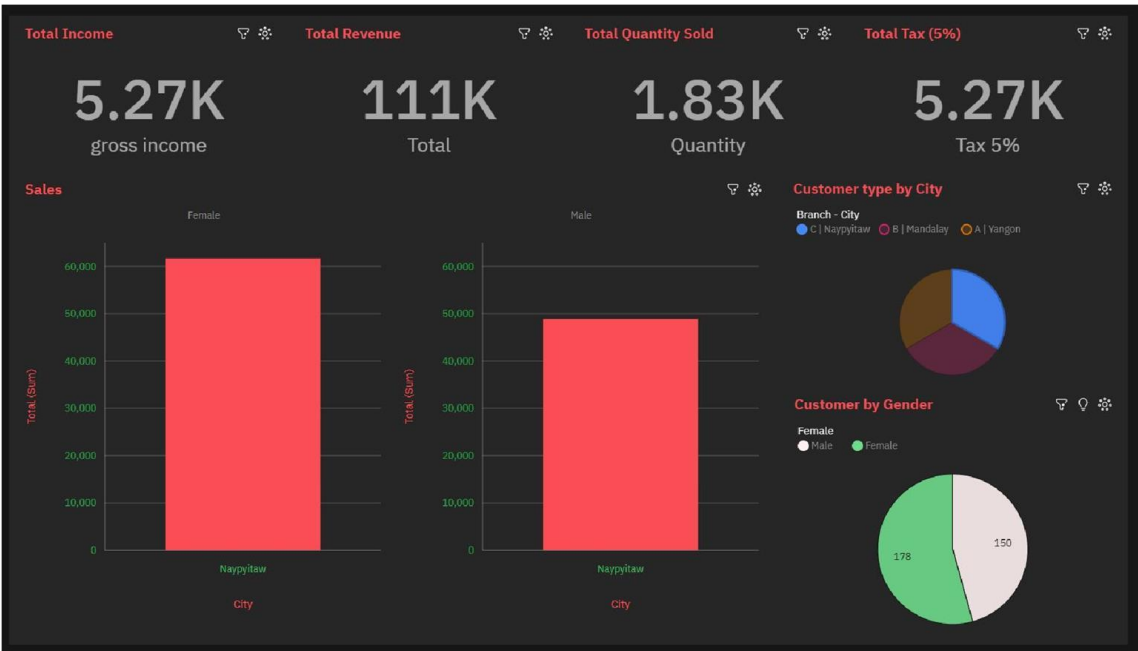 Total Income
Total Revenue
Total Quantity Sold
Total Tax (5%)
5.27K
gross income
111K
Total
1.83K
Quantity
5.27K
Tax 5%
Sales
Female
Male
60,000
50,000
40,000
30,000
20,000
10,000
0
Total (Sum)
Naypyitaw
City
60,000
50,000
40,000
30,000
20,000
10,000
0
Total (Sum)
Naypyitaw
City
Customer type by City
Branch - City
C | Naypyitaw B | Mandalay A | Yangon
Customer by Gender
Female
Male Female
178
150